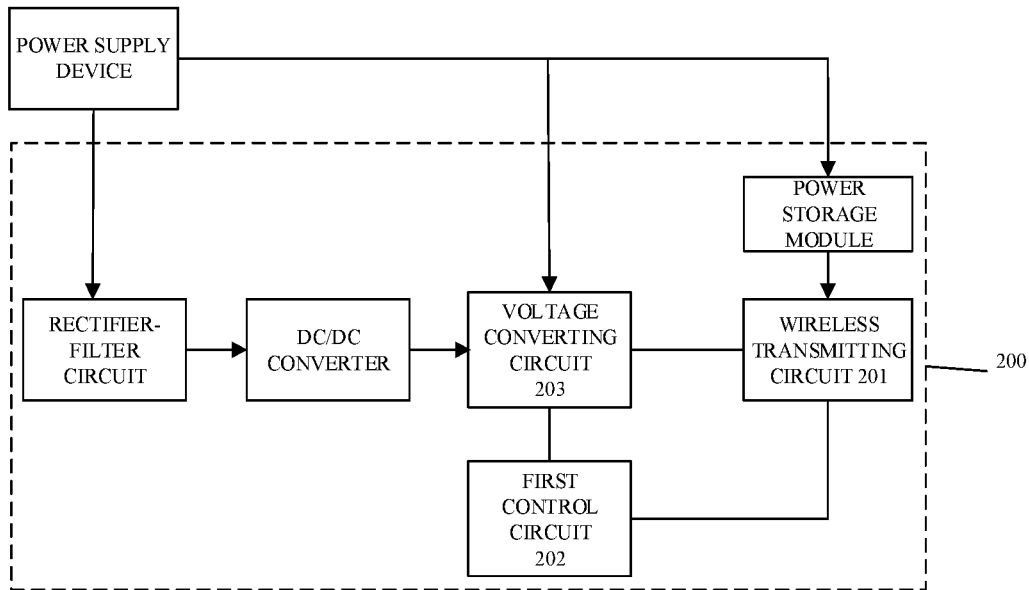 POWER SUPPLY
DEVICE
POWER
STORAGE
MODULE
RECTIFIER-
FILTER
CIRCUIT
DC/DC
CONVERTER
VOLTAGE
CONVERTING
CIRCUIT
203
WIRELESS
TRANSMITTING
CIRCUIT 201
200
FIRST
CONTROL
CIRCUIT
202